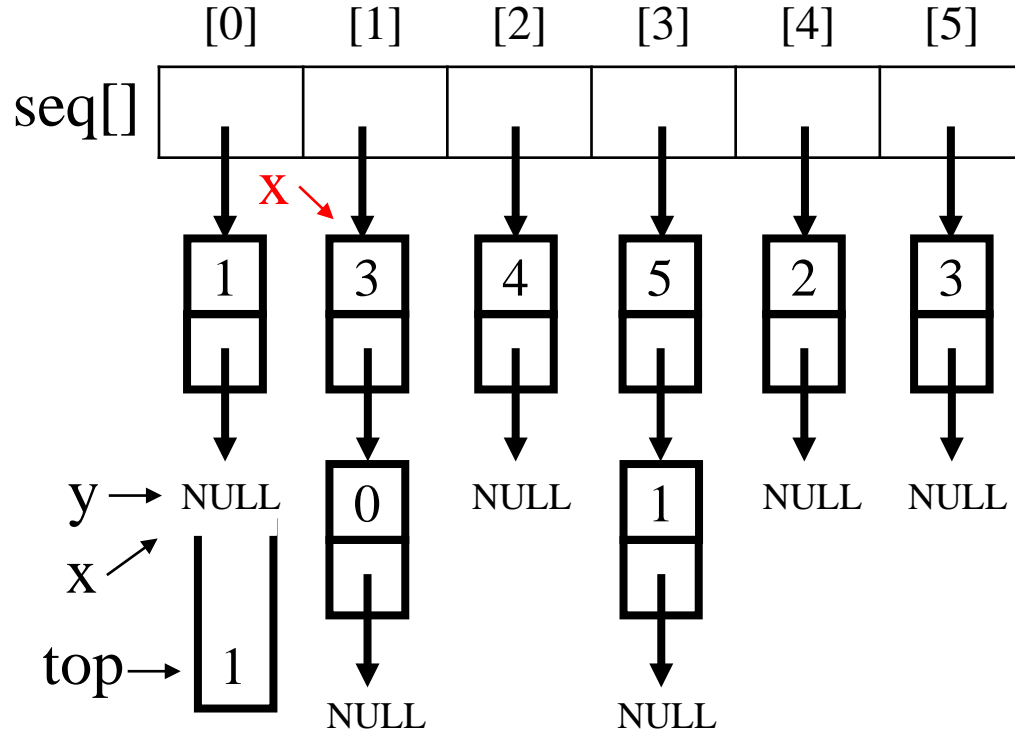 [0] [1] [2] [3] [4] [5]
seq[]
x
1 3 4 5 2 3
y NULL 0 NULL 1 NULL NULL
x
top 1
NULL NULL